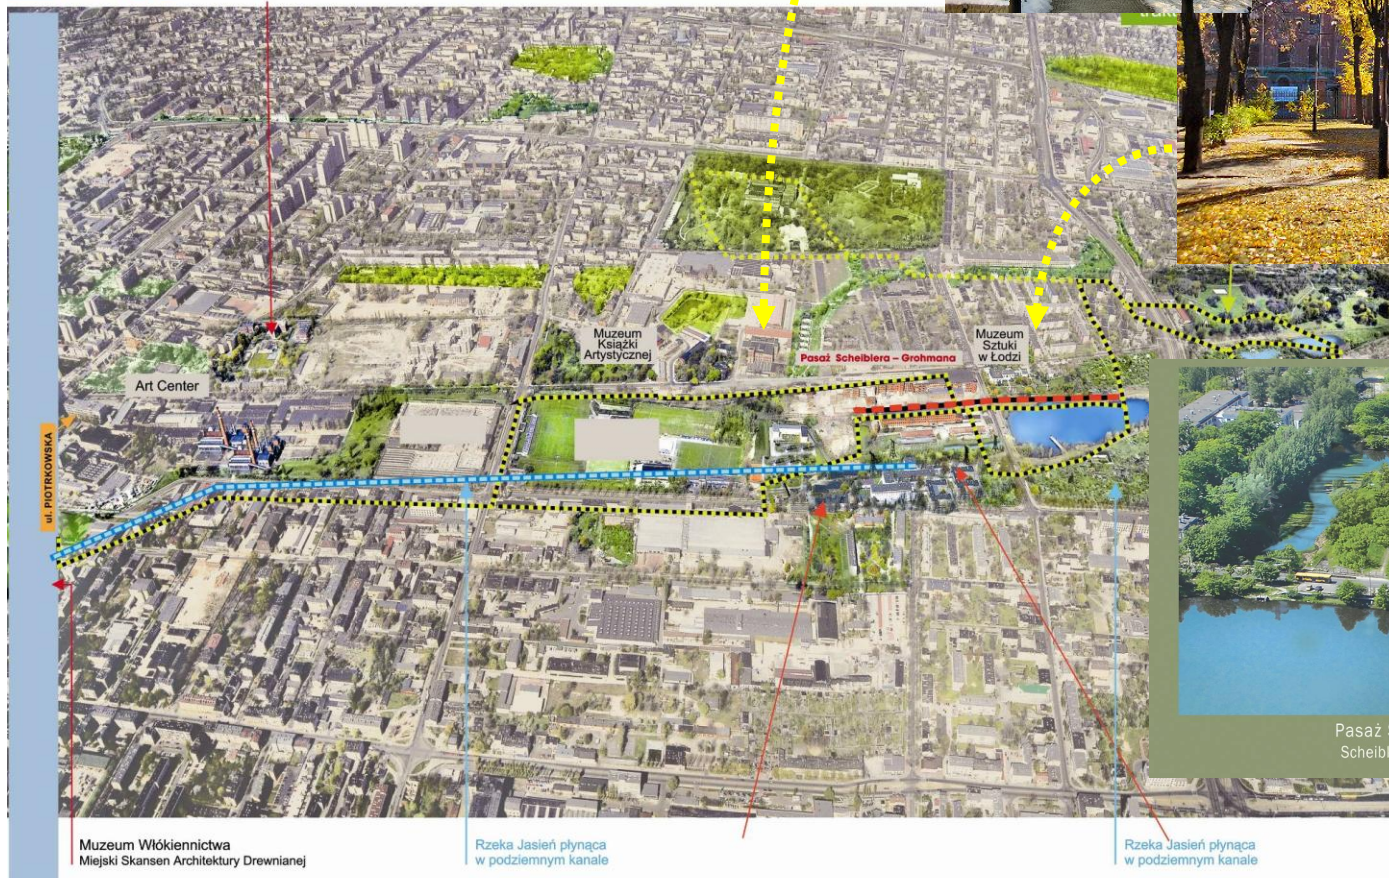 Muzeum
Książki
Artystycznej
Pasaż Scheiblera – Grohmana
Muzeum
Sztuki
w Łodzi
Art Center
ul. PIOTRKOWSKA
Pasaż
Muzeum Włókiennictwa
Miejski Skansen Architektury Drewnianej
Rzeka Jasień płynąca
w podziemnym kanale
Rzeka Jasień płynąca
w podziemnym kanale